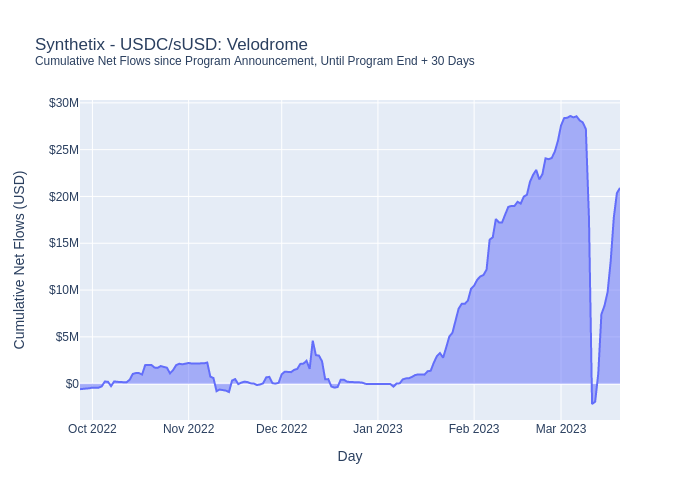 Synthetix - USDC/sUSD: Velodrome
Cumulative Net Flows since Program Announcement, Until Program End + 30 Days
Cumulative Net Flows (USD)
$30M
$25M
$20M
$15M
$10M
$5M
$0
Oct 2022
Nov 2022
Dec 2022
Jan 2023
Feb 2023
Mar 2023
Day